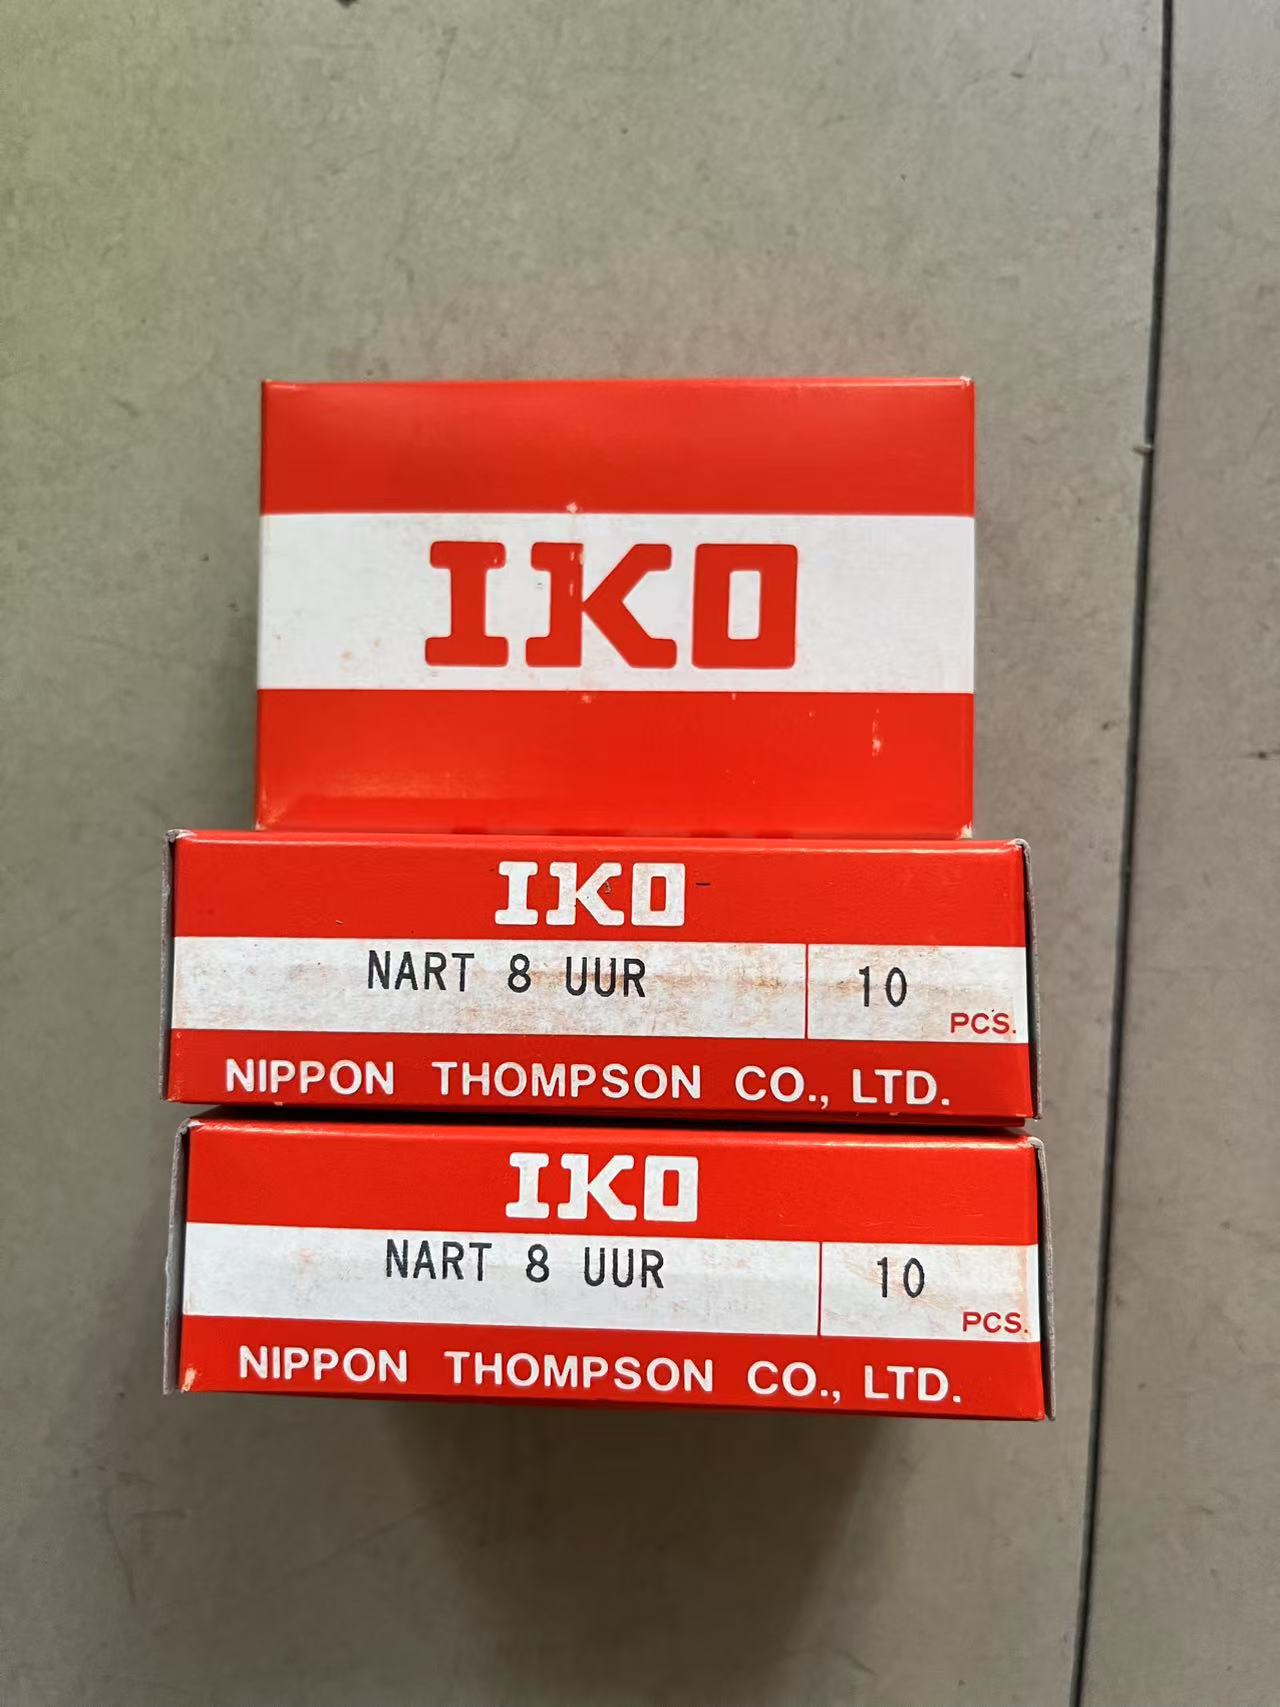 IKO
IKO
NART 8 UUR 10
PCS.
NIPPON THOMPSON CO., LTD.
IKO
NART 8 UUR 10
PCS.
NIPPON THOMPSON CO., LTD.